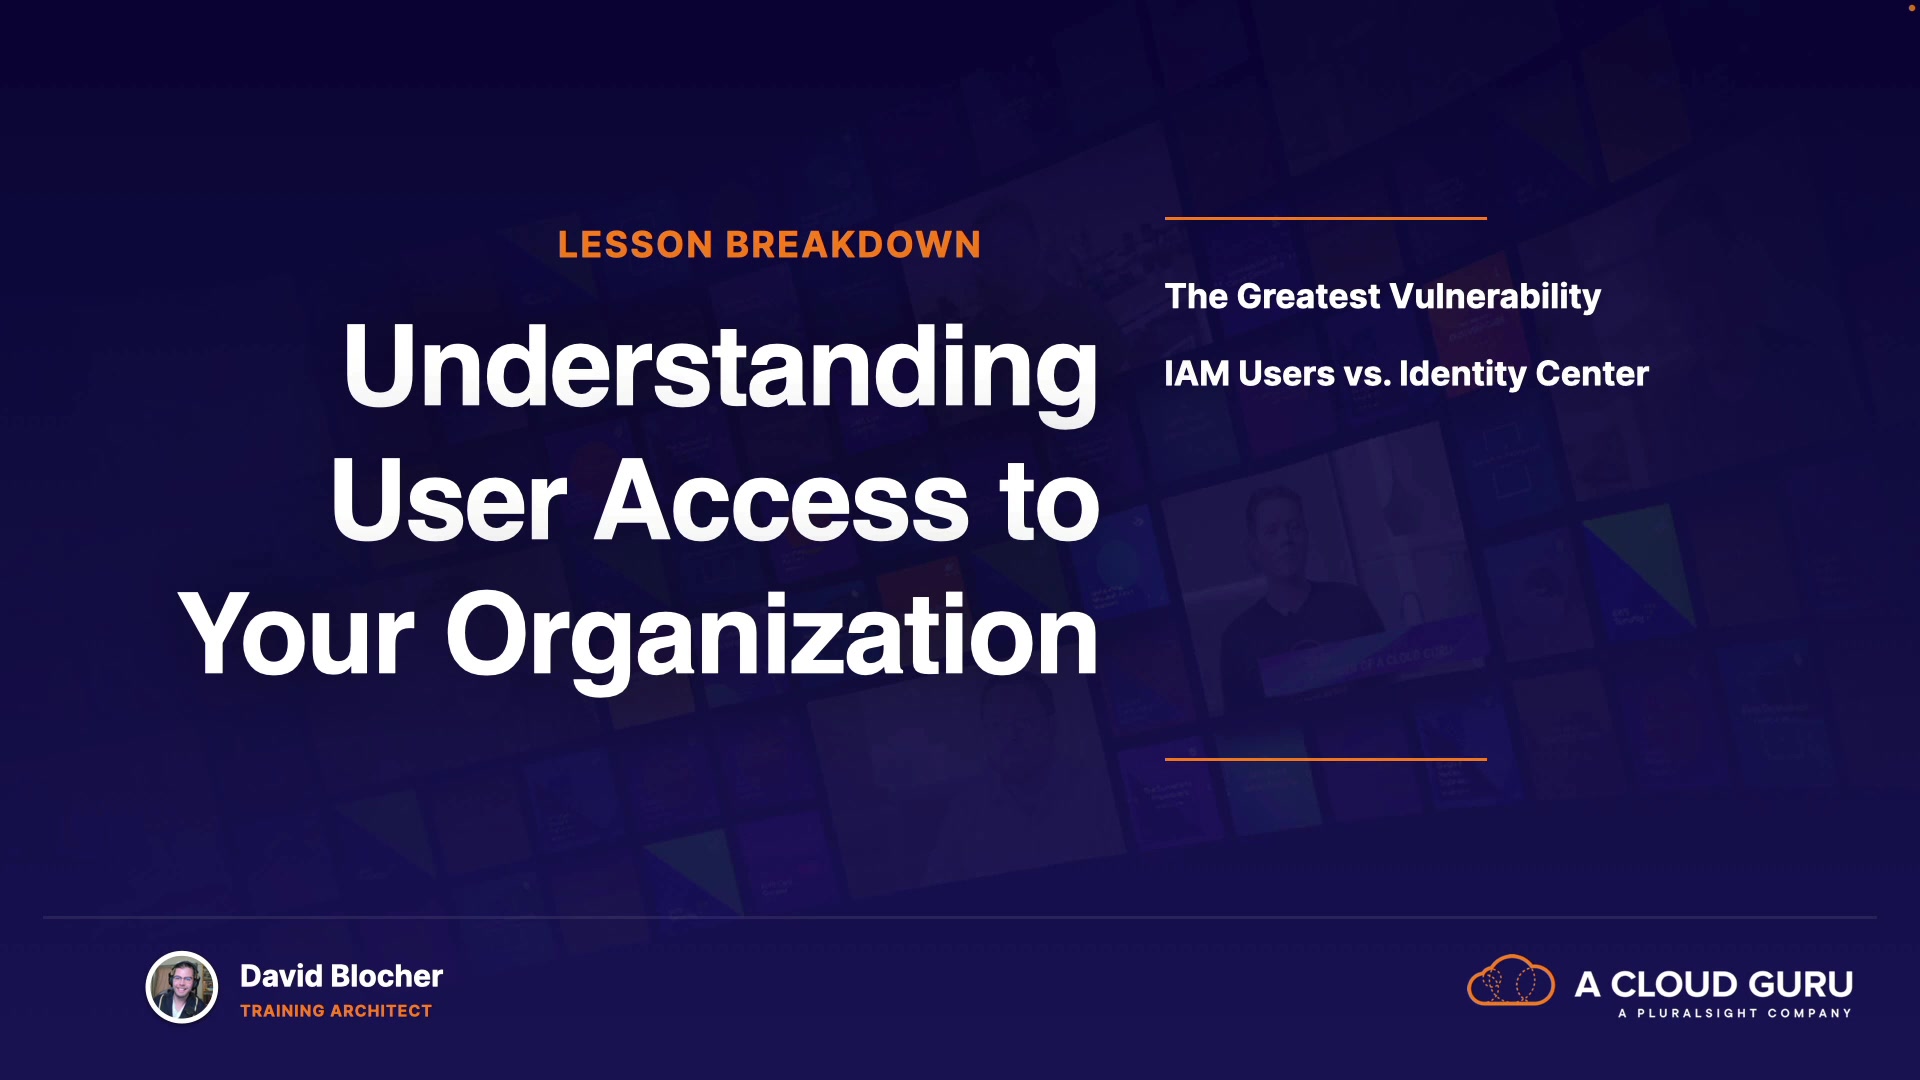 LESSON BREAKDOWN
Understanding
User Access to
Your Organization
The Greatest Vulnerability
IAM Users vs. Identity Center
David Blocher
TRAINING ARCHITECT
A CLOUD GURU
A PLURALSIGHT COMPANY